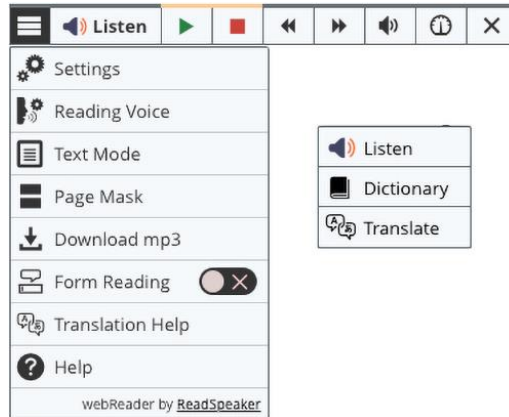 Listen
Settings
Reading Voice
Text Mode
Page Mask
Download mp3
Form Reading
Translation Help
Help
webReader by ReadSpeaker
Listen
Dictionary
Translate